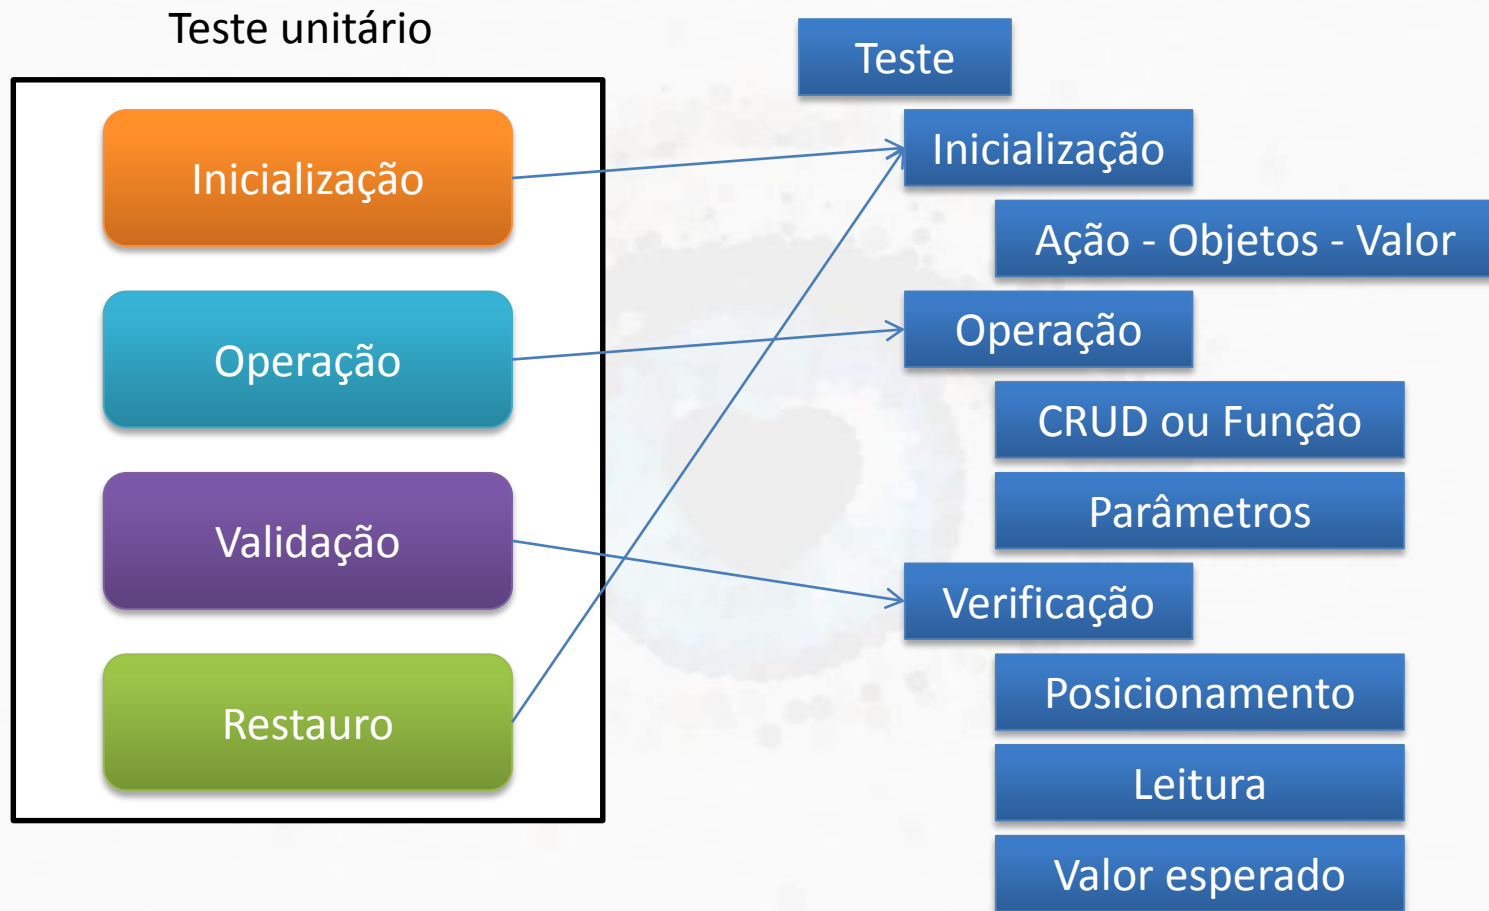 Teste unitário
Inicialização
Operação
Validação
Restauro
Teste
Inicialização
Ação - Objetos - Valor
Operação
CRUD ou Função
Parâmetros
Verificação
Posicionamento
Leitura
Valor esperado